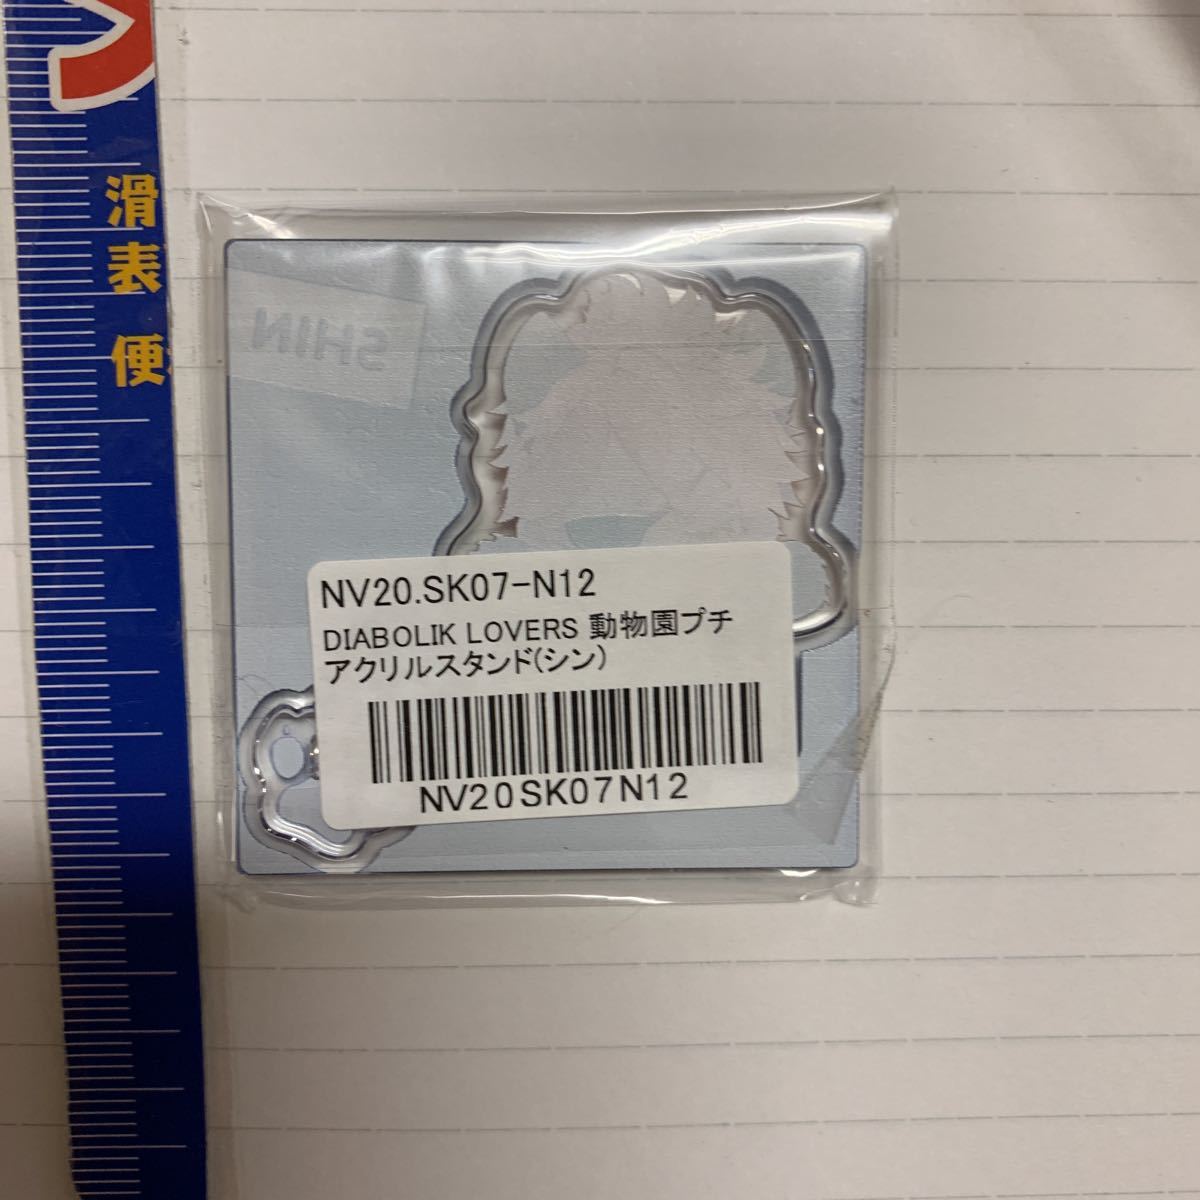 滑
表
便
SHIN
NV20.SK07-N12
DIABOLIK LOVERS 動物園プチ
アクリルスタンド(シン)
NV20SK07N12